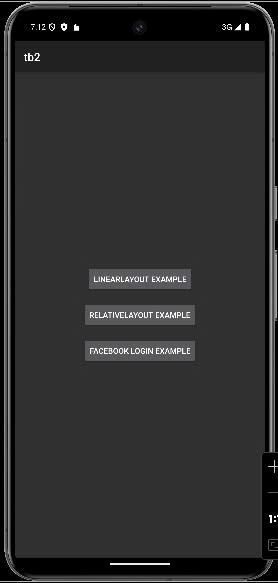 7:12
3G
tb2
LINEARLAYOUT EXAMPLE
RELATIVELAYOUT EXAMPLE
FACEBOOK LOGIN EXAMPLE